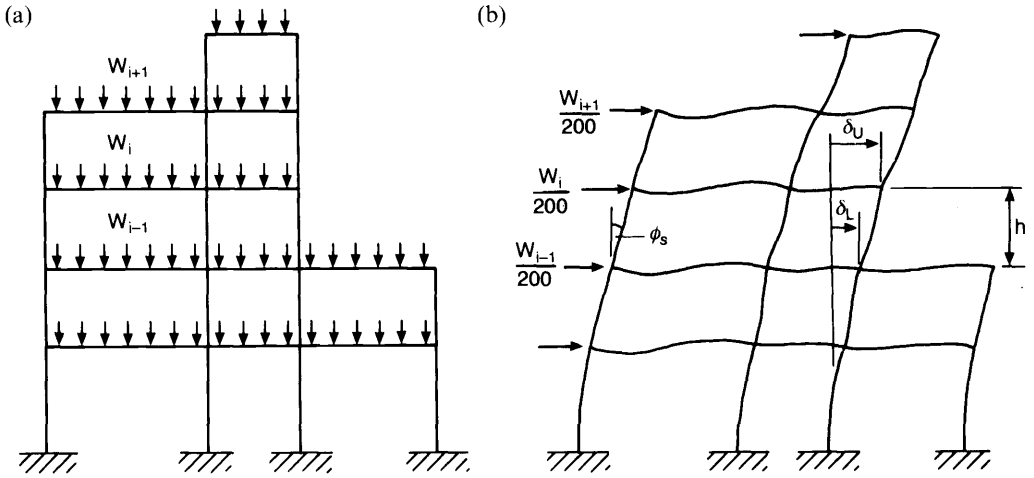 (a)
W_{i+1}
W_i
W_{i-1}
(b)
W_{i+1}
200
W_i
200
W_{i-1}
200
δ_U
δ_L
h
ϕ_s